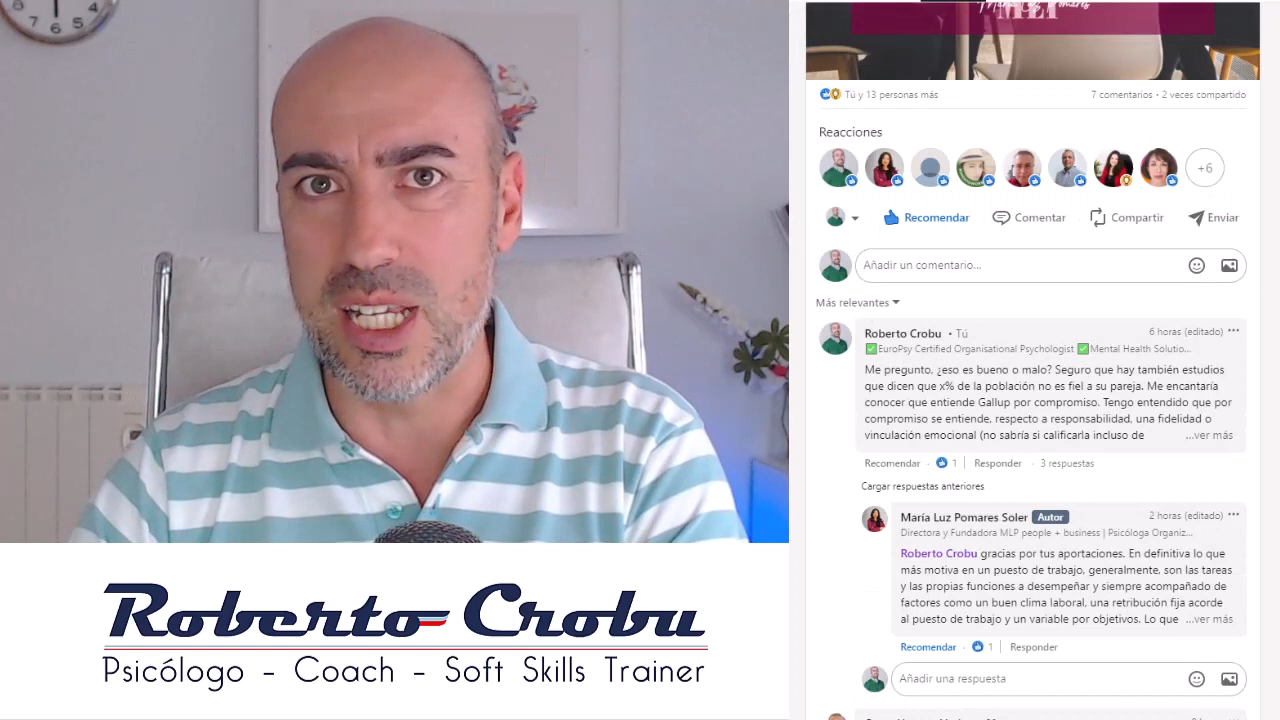 7
6
5
María Luz Pomares
MLP
Tú y 13 personas más
7 comentarios • 2 veces compartido
Reacciones
+6
Recomendar
Comentar
Compartir
Enviar
Añadir un comentario...
Más relevantes
Roberto Crobu • Tú
6 horas (editado)
✅EuroPsy Certified Organisational Psychologist ✅Mental Health Solutio...
Me pregunto, ¿eso es bueno o malo? Seguro que hay también estudios
que dicen que x% de la población no es fiel a su pareja. Me encantaría
conocer que entiende Gallup por compromiso. Tengo entendido que por
compromiso se entiende, respecto a responsabilidad, una fidelidad o
vinculación emocional (no sabría si calificarla incluso de ...ver más
Recomendar · 1 | Responder · 3 respuestas
Cargar respuestas anteriores
María Luz Pomares Soler Autor
2 horas (editado)
Directora y Fundadora MLP people + business | Psicóloga Organiz...
Roberto Crobu gracias por tus aportaciones. En definitiva lo que
más motiva en un puesto de trabajo, generalmente, son las tareas
y las propias funciones a desempeñar y siempre acompañado de
factores como un buen clima laboral, una retribución fija acorde
al puesto de trabajo y un variable por objetivos. Lo que ...ver más
Recomendar · 1 | Responder
Añadir una respuesta
Roberto Crobu
Psicólogo - Coach - Soft Skills Trainer